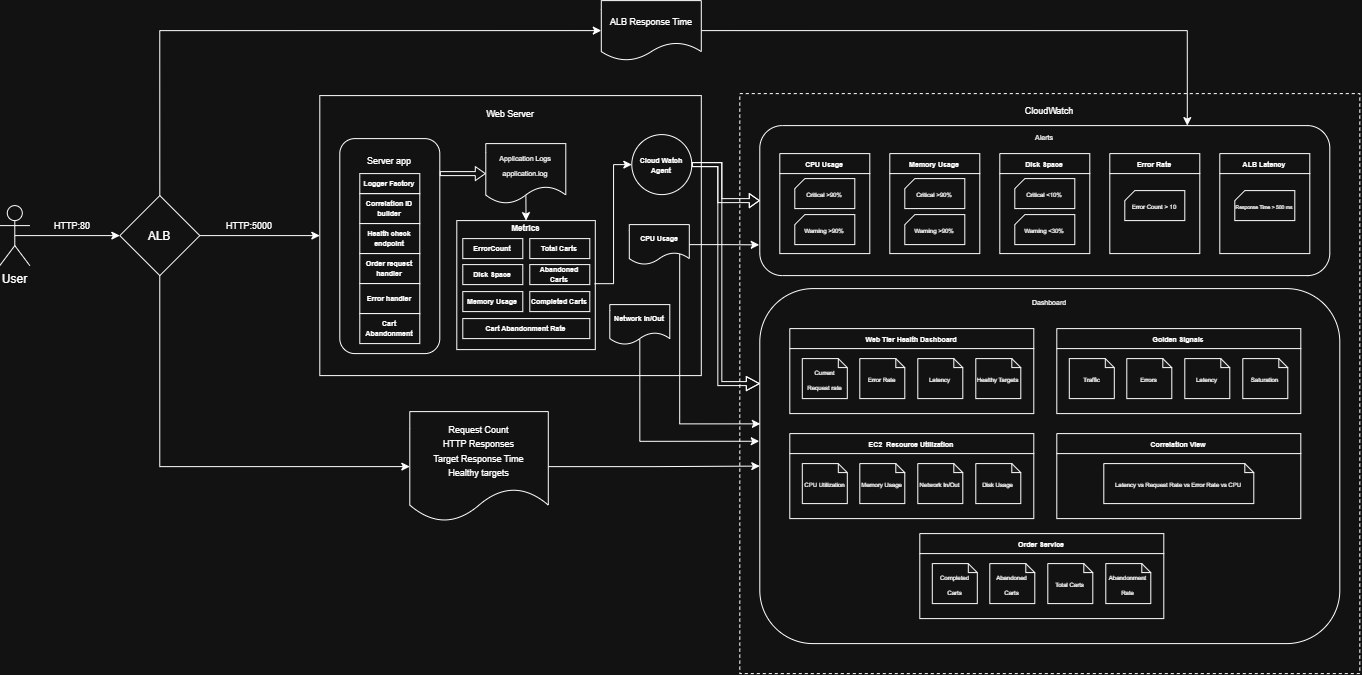 ALB Response Time
Web Server
Server app
Logger Factory
Correlation ID
builder
Health check
endpoint
Order request
handler
Error handler
Cart
Abandonment
Application Logs
application.log
Metrics
ErrorCount
Total Carts
Disk Space
Abandoned
Carts
Memory Usage
Completed Carts
Cart Abandonment Rate
Cloud Watch
Agent
CPU Usage
Network In/Out
User
HTTP:80
ALB
HTTP:5000
Request Count
HTTP Responses
Target Response Time
Healthy targets
CloudWatch
Alerts
CPU Usage
Critical >90%
Warning >90%
Memory Usage
Critical >90%
Warning >90%
Disk Space
Critical <10%
Warning <30%
Error Rate
Error Count > 10
ALB Latency
Response Time > 500 ms
Dashboard
Web Tier Health Dashboard
Current
Request rate
Error Rate
Latency
Healthy Targets
Golden Signals
Traffic
Errors
Latency
Saturation
EC2 Resource Utilization
CPU Utilization
Memory Usage
Network In/Out
Disk Usage
Correlation View
Latency vs Request Rate vs Error Rate vs CPU
Order Service
Completed
Carts
Abandoned
Carts
Total Carts
Abandonment
Rate